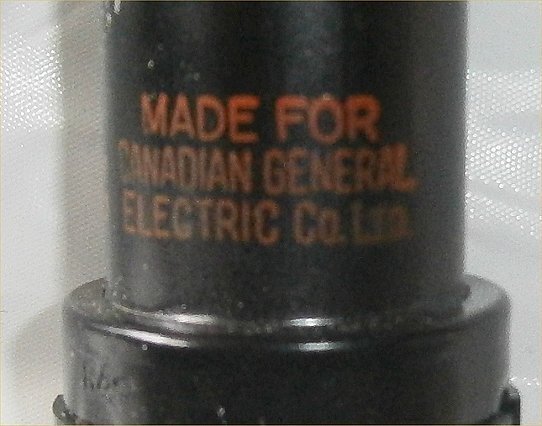 MADE FOR
CANADIAN GENERAL
ELECTRIC Co. LTD.